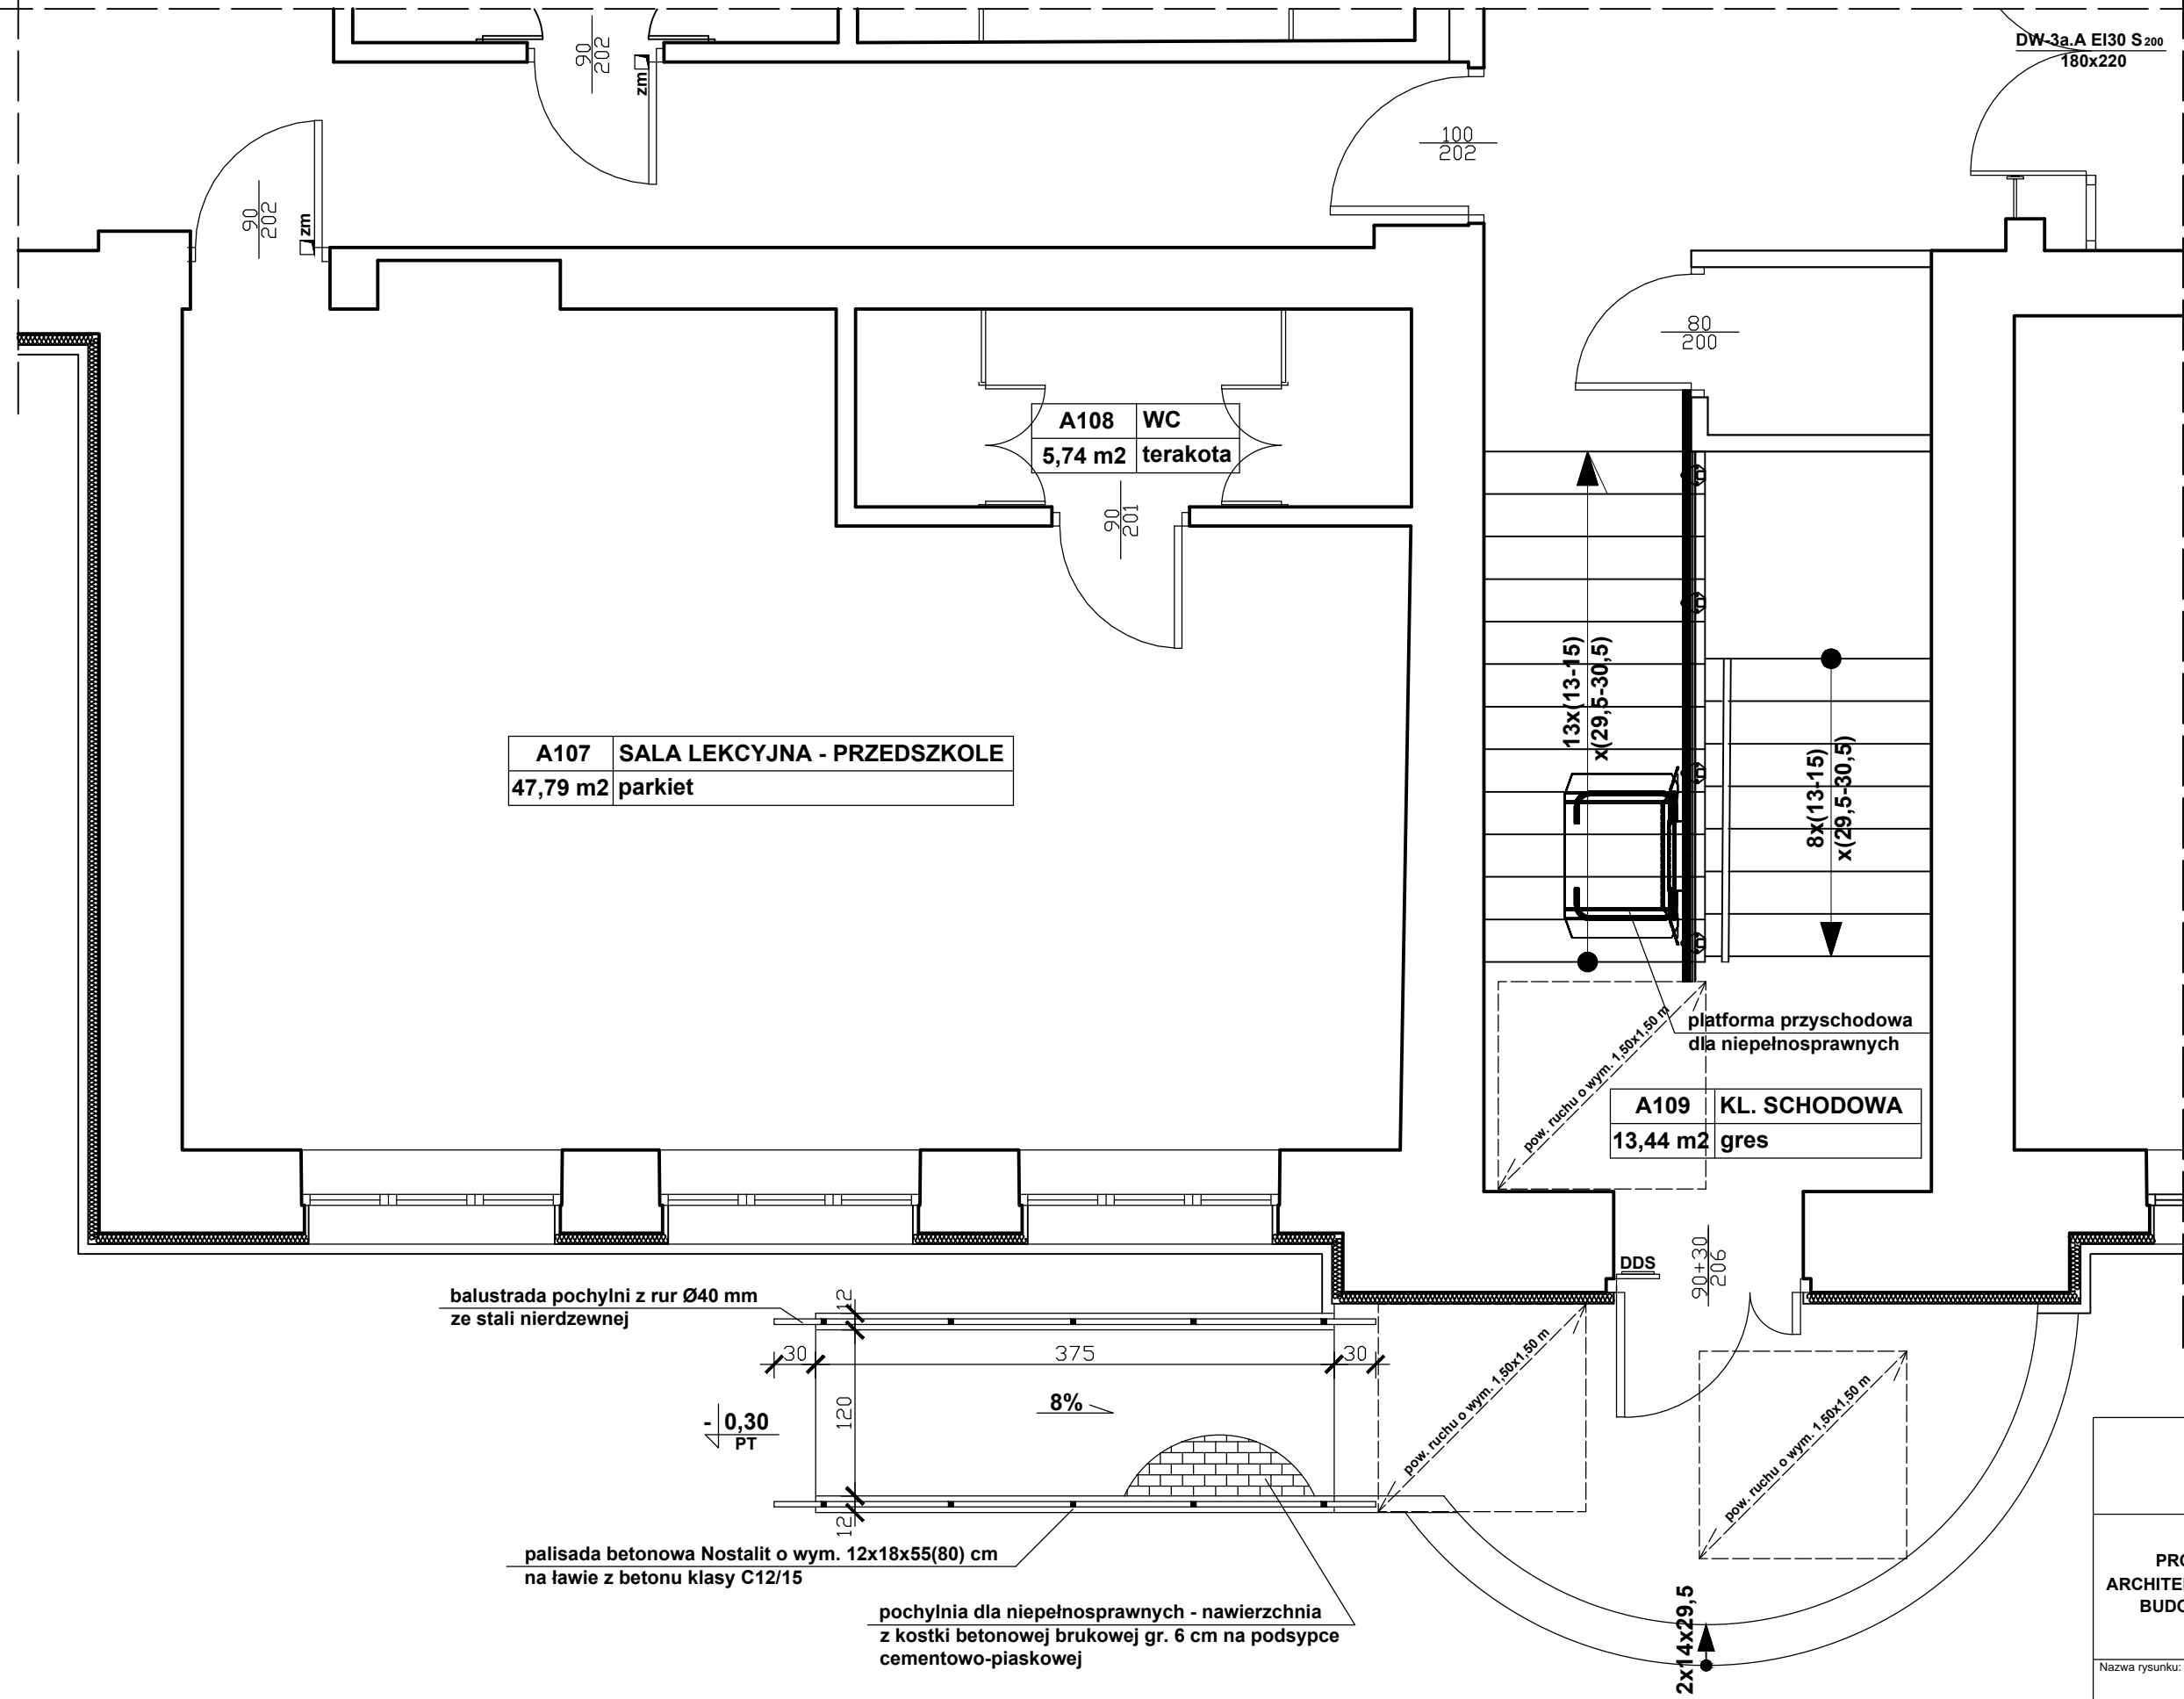 DW-3a.A EI30 S200
180x220
90
202
zm
100
202
90
202
zm
80
200
A108 WC
5,74 m2 terakota
90
201
13x(13-15)
x(29,5-30,5)
8x(13-15)
x(29,5-30,5)
A107 SALA LEKCYJNA - PRZEDSZKOLE
47,79 m2 parkiet
platforma przyschodowa
dla niepełnosprawnych
pow. ruchu o wym. 1,50x1,50 m
A109 KL. SCHODOWA
13,44 m2 gres
DDS
90+30
206
balustrada pochylni z rur Ø40 mm
ze stali nierdzewnej
12
30
375
30
120
8%
- 0,30
PT
12
pow. ruchu o wym. 1,50x1,50 m
pow. ruchu o wym. 1,50x1,50 m
palisada betonowa Nostalit o wym. 12x18x55(80) cm
na ławie z betonu klasy C12/15
pochylnia dla niepełnosprawnych - nawierzchnia
z kostki betonowej brukowej gr. 6 cm na podsypce
cementowo-piaskowej
2x14x29,5
PRO
ARCHITE
BUDO
Nazwa rysunku: